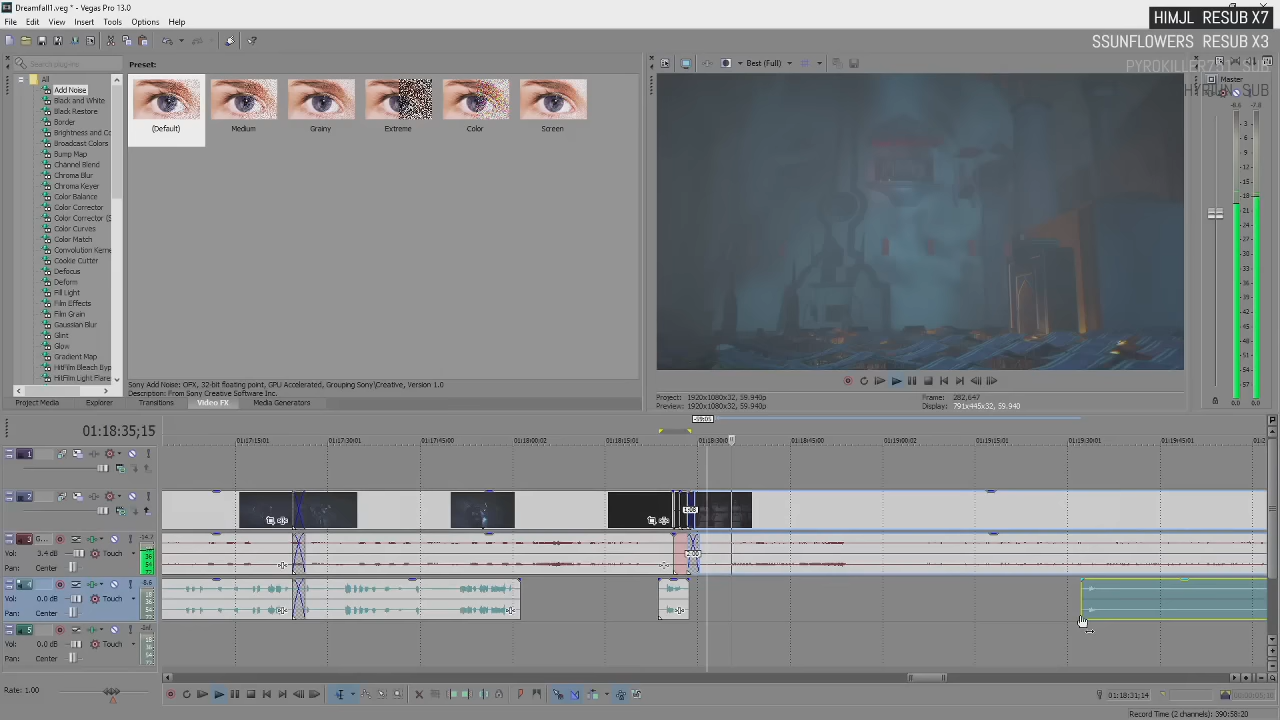 Dreamfall1.veg * - Vegas Pro 13.0
HIMJL RESUB X7
File Edit View Insert Tools Options Help
SSUNFLOWERS RESUB X3
Search plug-ins
Preset:
Best (Full)
Master
All
Add Noise
Black and White
Black Restore
Border
Brightness and Co
Broadcast Colors
Bump Map
Channel Blend
Chroma Blur
Chroma Keyer
Color Balance
Color Corrector
Color Corrector (S
Color Curves
Color Match
Convolution Kerne
Cookie Cutter
Defocus
Deform
Fill Light
Film Effects
Film Grain
Gaussian Blur
Glint
Glow
Gradient Map
HitFilm Bleach Byp
HitFilm Light Flare
(Default) Medium Grainy Extreme Color Screen
Sony Add Noise: OFX, 32-bit floating point, GPU Accelerated, Grouping Sony\Creative, Version 1.0
Description: From Sony Creative Software Inc.
Project Media Explorer Transitions Video FX Media Generators
Project: 1920x1080x32, 59.940p
Preview: 1920x1080x32, 59.940p
Frame: 282,647
Display: 791x445x32, 59.940
01:18:35;15
01:17:15;01 01:17:30;01 01:17:45;00 01:18:00;02 01:18:15;01 01:18:30;0 01:18:45;00 01:19:00;02 01:19:15;01 01:19:30;01 01:19:45;01
1
2
Vol: 3.4 dB Touch
Pan: Center Touch
Vol: 0.0 dB Touch
Pan: Center
5
Vol: 0.0 dB Touch
Pan: Center
Rate: 1.00
01:18:31;14
Record Time (2 channels): 390:58:20